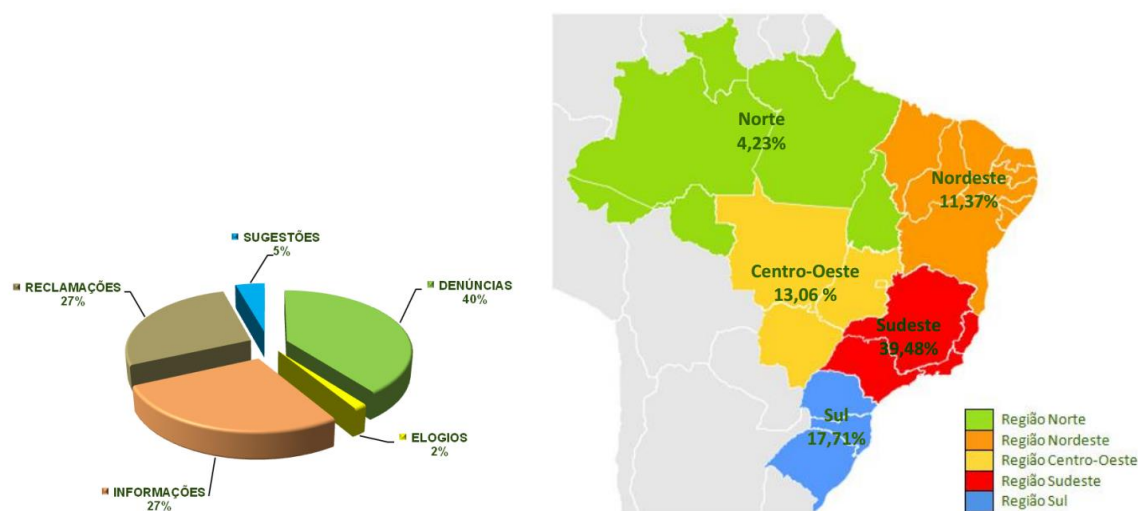 SUGESTÕES
5%
RECLAMAÇÕES
27%
DENÚNCIAS
40%
ELOGIOS
2%
INFORMAÇÕES
27%
Norte
4,23%
Nordeste
11,37%
Centro-Oeste
13,06 %
Sudeste
39,48%
Sul
17,71%
Região Norte
Região Nordeste
Região Centro-Oeste
Região Sudeste
Região Sul